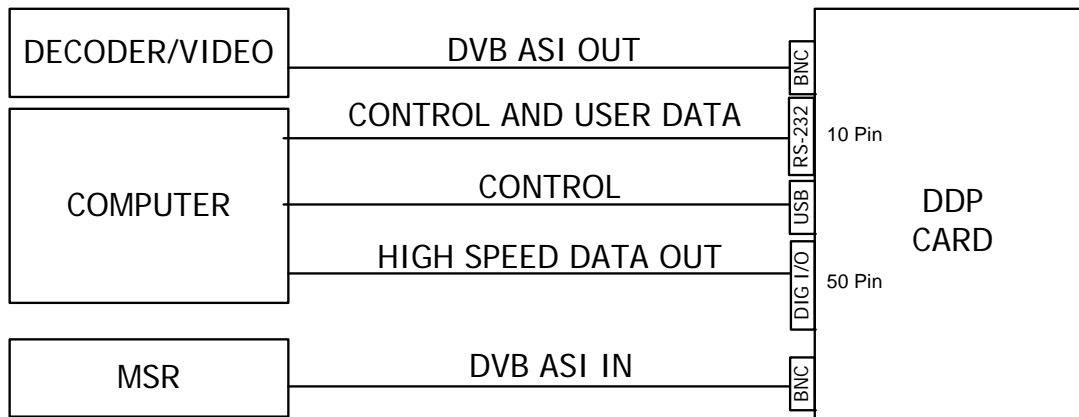 DECODER/VIDEO
DVB ASI OUT
BNC
CONTROL AND USER DATA
RS-232
10 Pin
COMPUTER
CONTROL
USB
DDP
CARD
HIGH SPEED DATA OUT
DIG I/O
50 Pin
MSR
DVB ASI IN
BNC